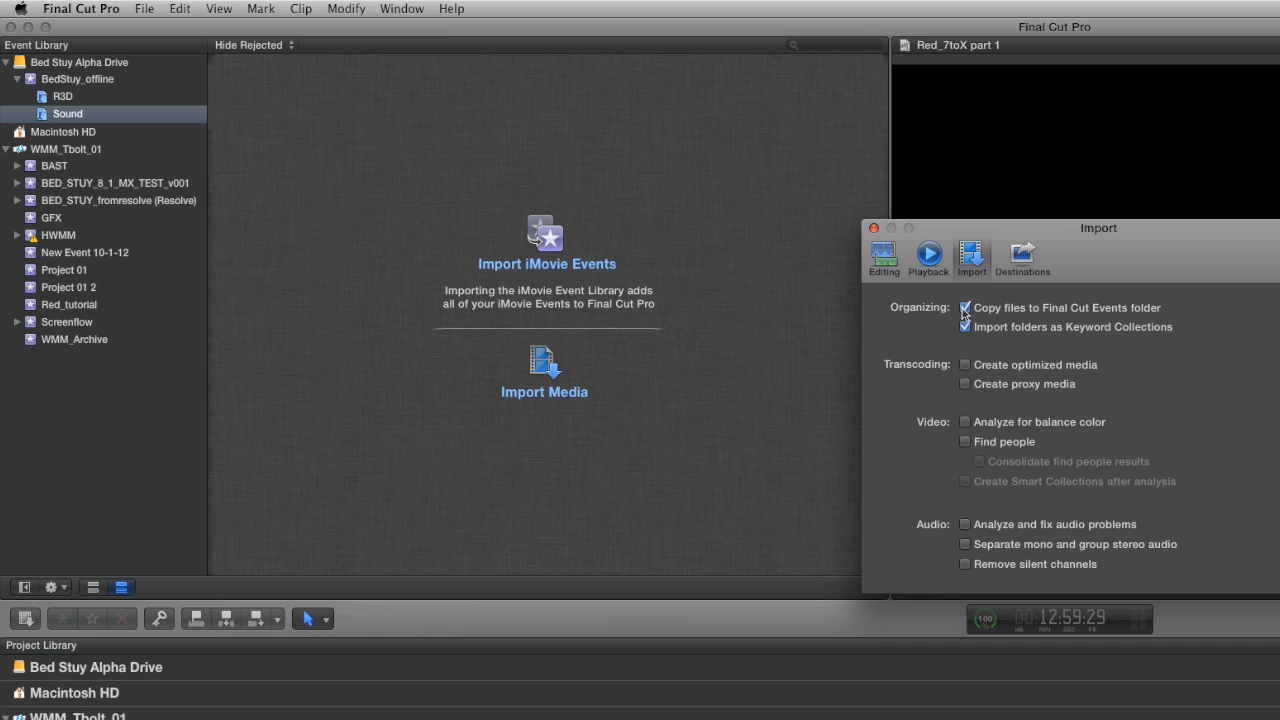 Final Cut Pro File Edit View Mark Clip Modify Window Help
Final Cut Pro
Event Library
Hide Rejected
Red_7toX part 1
Bed Stuy Alpha Drive
BedStuy_offline
R3D
Sound
Macintosh HD
WMM_Tbolt_01
BAST
BED_STUY_8_1_MX_TEST_v001
BED_STUY_fromresolve (Resolve)
GFX
HWMM
New Event 10-1-12
Project 01
Project 01 2
Red_tutorial
Screenflow
WMM_Archive
Import iMovie Events
Importing the iMovie Event Library adds
all of your iMovie Events to Final Cut Pro
Import Media
Import
Editing Playback Import Destinations
Organizing: Copy files to Final Cut Events folder
Import folders as Keyword Collections
Transcoding: Create optimized media
Create proxy media
Video: Analyze for balance color
Find people
Consolidate find people results
Create Smart Collections after analysis
Audio: Analyze and fix audio problems
Separate mono and group stereo audio
Remove silent channels
100 % 00:12:59:29
HR MIN SEC FR
Project Library
Bed Stuy Alpha Drive
Macintosh HD
WMM_Tbolt_01